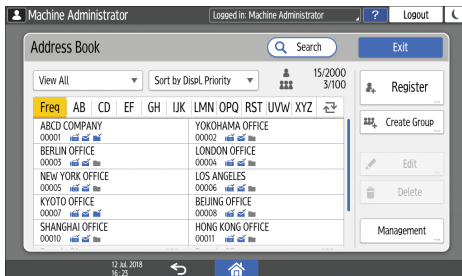 Machine Administrator
Logged in: Machine Administrator
?
Logout
Address Book
Search
Exit
View All
Sort by Displ. Priority
15/2000
3/100
Register
Freq AB CD EF GH IJK LMN OPQ RST UVW XYZ
ABCD COMPANY
00001
YOKOHAMA OFFICE
00002
Create Group
BERLIN OFFICE
00003
LONDON OFFICE
00004
NEW YORK OFFICE
00005
LOS ANGELES
00006
Edit
KYOTO OFFICE
00007
BEIJING OFFICE
00008
Delete
SHANGHAI OFFICE
00010
HONG KONG OFFICE
00011
Management
12 Jul. 2018
16:23